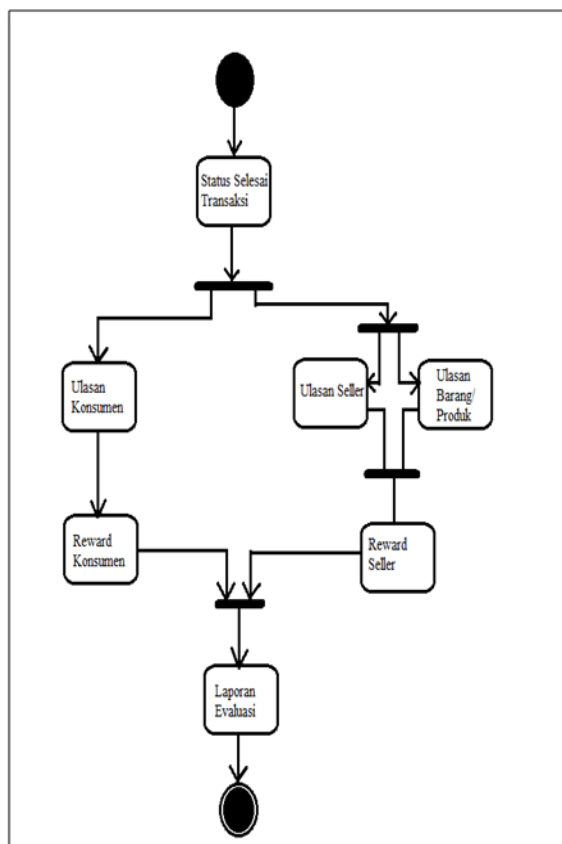 Status Selesai
Transaksi
Ulasan
Konsumen
Ulasan Seller
Ulasan
Barang/
Produk
Reward
Konsumen
Reward
Seller
Laporan
Evaluasi